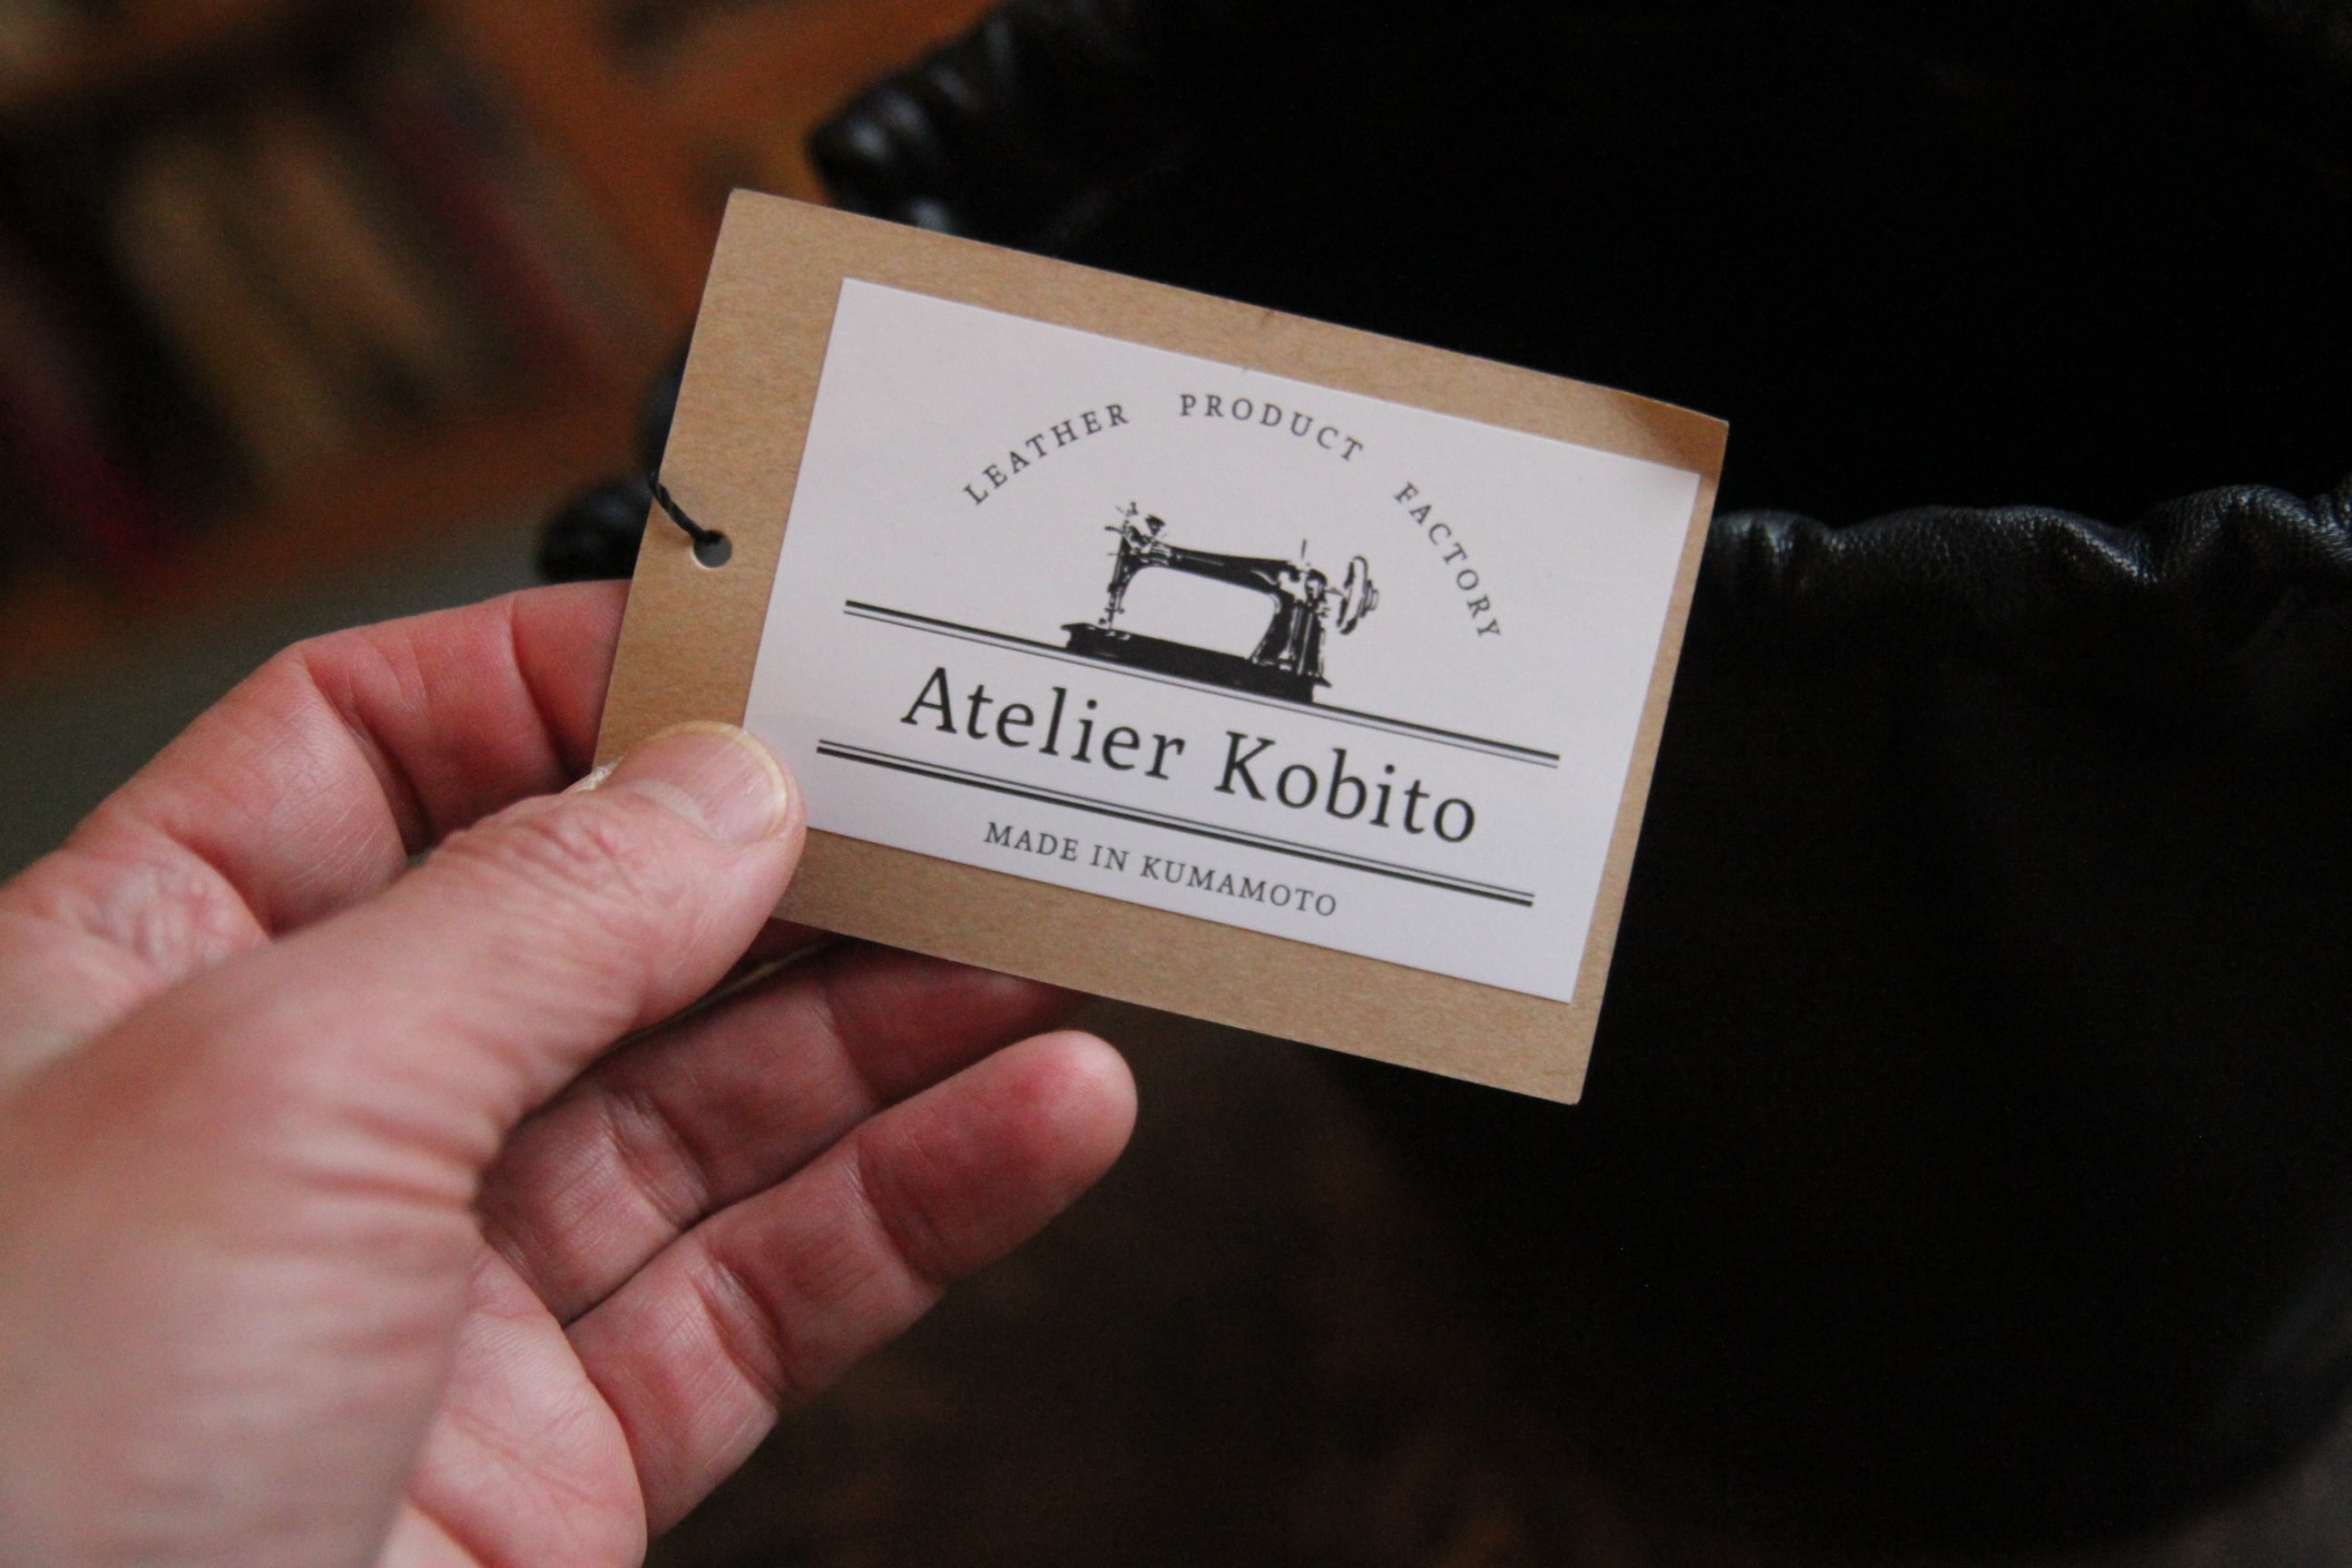 LEATHER PRODUCT FACTORY
Atelier Kobito
MADE IN KUMAMOTO